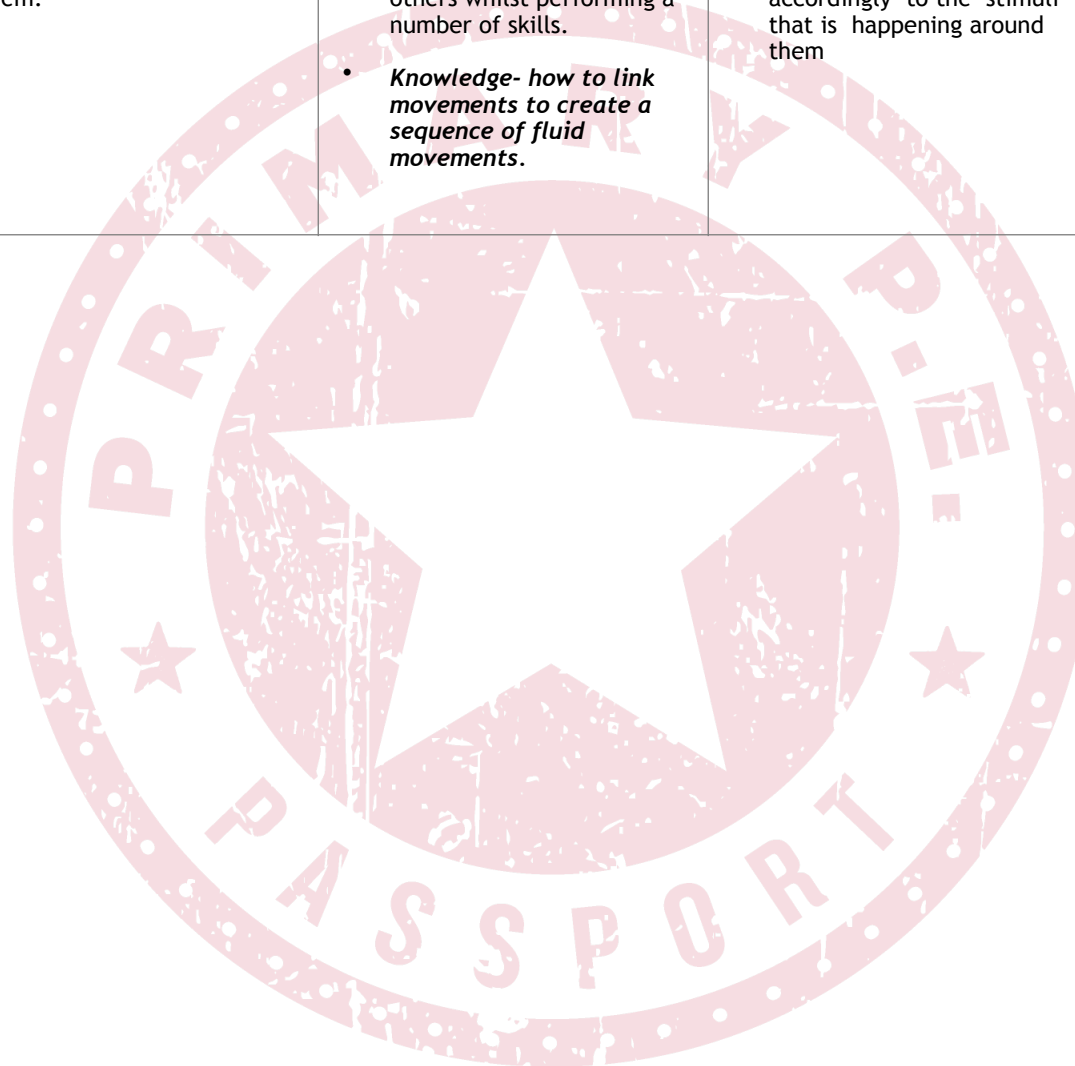 others whilst performing a
number of skills.
• Knowledge- how to link
movements to create a
sequence of fluid
movements.
accordingly to the stimuli
that is happening around
them
PRIMARY P.E.
PASSPORT